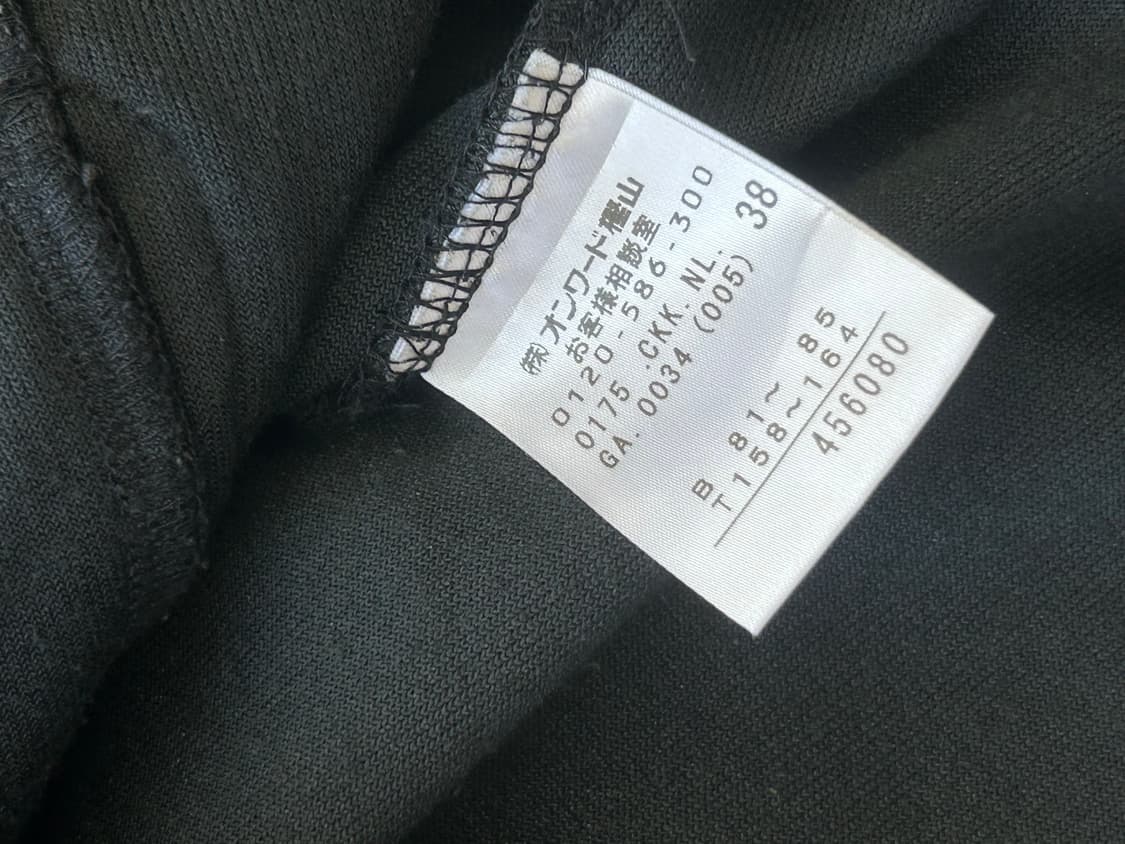 (株)オンワード樫山
お客様相談室
0120-586-300
0175 .CKK.NL. 38
GA.0034 (005)
B 81~ 85
T158~164
456080